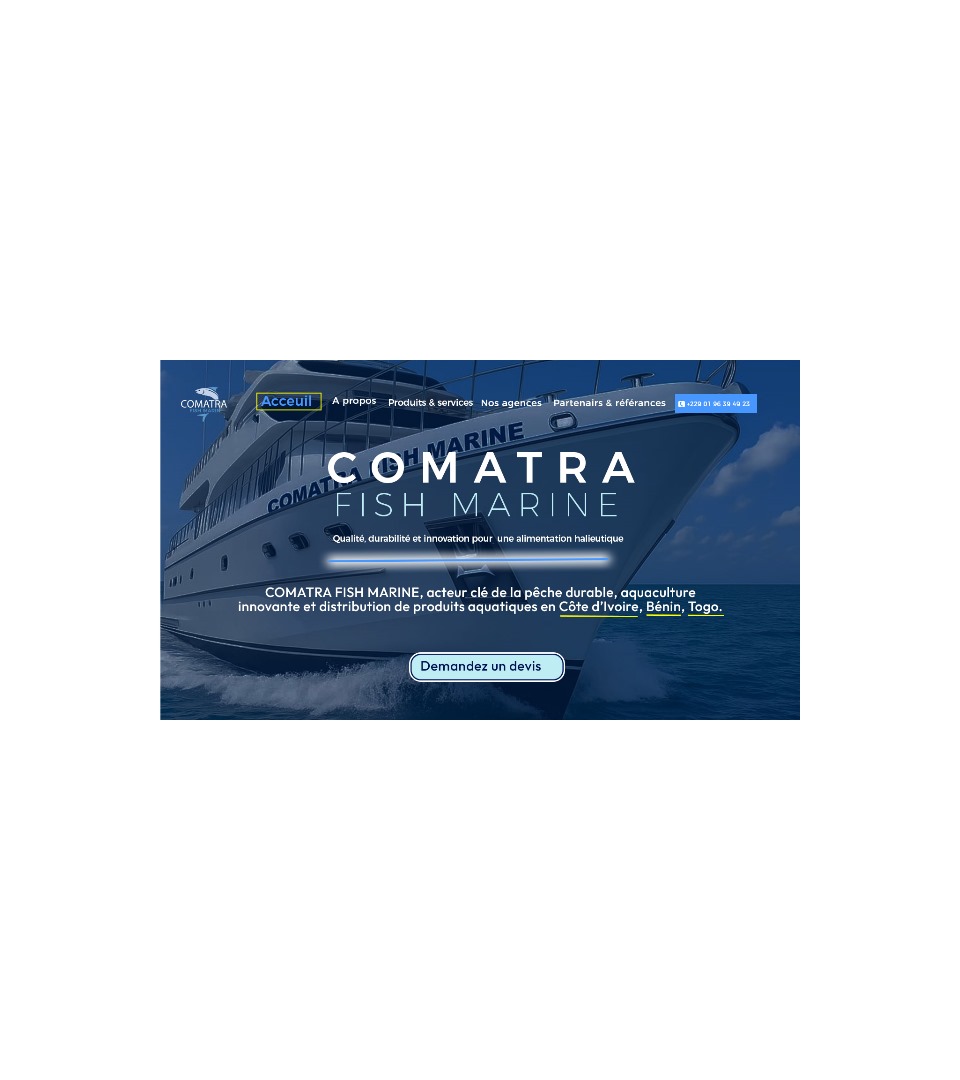 COMATRA
FISH MARINE
Acceuil
A propos
Produits & services
Nos agences
Partenairs & référances
+229 01 96 39 49 23
COMATRA FISH MARINE
COMATRA
FISH MARINE
Qualité, durabilité et innovation pour une alimentation halieutique
COMATRA FISH MARINE, acteur clé de la pêche durable, aquaculture
innovante et distribution de produits aquatiques en Côte d'Ivoire, Bénin, Togo.
Demandez un devis